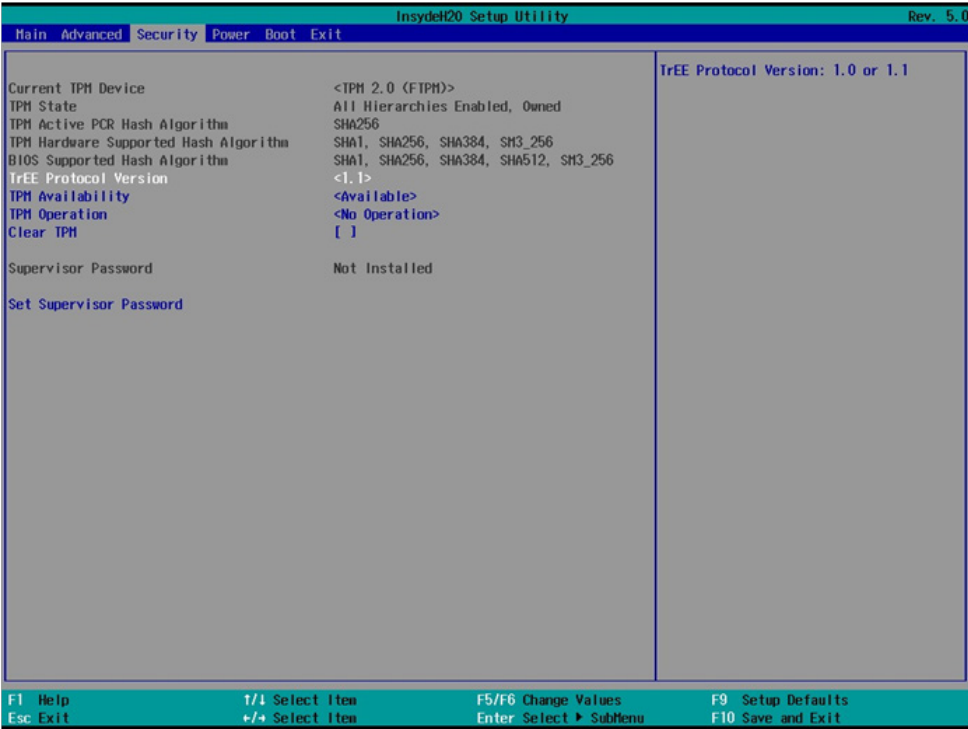 InsydeH20 Setup Utility Rev. 5.0
Main Advanced Security Power Boot Exit
TrEE Protocol Version: 1.0 or 1.1
Current TPM Device <TPM 2.0 (FTPM)>
TPM State All Hierarchies Enabled, Owned
TPM Active PCR Hash Algorithm SHA256
TPM Hardware Supported Hash Algorithm SHA1, SHA256, SHA384, SM3_256
BIOS Supported Hash Algorithm SHA1, SHA256, SHA384, SHA512, SM3_256
TrEE Protocol Version <1.1>
TPM Availability <Available>
TPM Operation <No Operation>
Clear TPM [ ]
Supervisor Password Not Installed
Set Supervisor Password
F1 Help ↑/↓ Select Item F5/F6 Change Values F9 Setup Defaults
Esc Exit ←/→ Select Item Enter Select ▶ SubMenu F10 Save and Exit